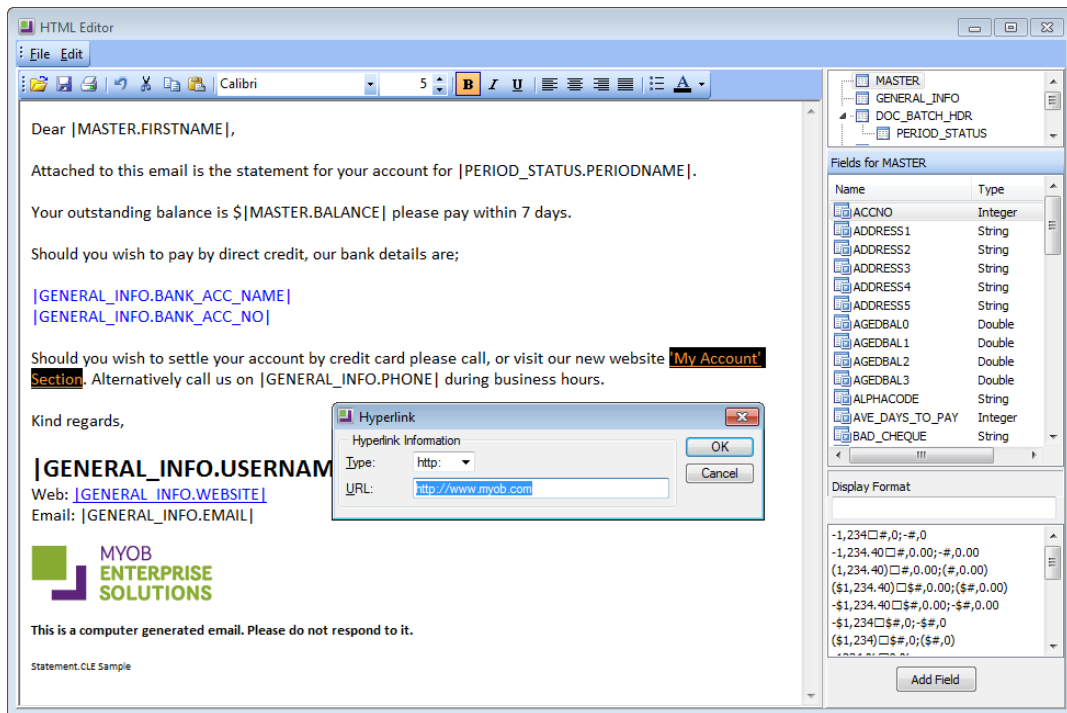 HTML Editor
File Edit
Calibri 5 B I U A
Dear |MASTER.FIRSTNAME|,
Attached to this email is the statement for your account for |PERIOD_STATUS.PERIODNAME|.
Your outstanding balance is $|MASTER.BALANCE| please pay within 7 days.
Should you wish to pay by direct credit, our bank details are;
|GENERAL_INFO.BANK_ACC_NAME|
|GENERAL_INFO.BANK_ACC_NO|
Should you wish to settle your account by credit card please call, or visit our new website 'My Account'
Section. Alternatively call us on |GENERAL_INFO.PHONE| during business hours.
Kind regards,
|GENERAL_INFO.USERNAM
Web: |GENERAL_INFO.WEBSITE|
Email: |GENERAL_INFO.EMAIL|
MYOB
ENTERPRISE
SOLUTIONS
This is a computer generated email. Please do not respond to it.
Statement.CLE Sample
Hyperlink
Hyperlink Information
Type: http:
URL: http://www.myob.com
OK
Cancel
MASTER
GENERAL_INFO
DOC_BATCH_HDR
PERIOD_STATUS
Fields for MASTER
Name Type
ACCNO Integer
ADDRESS1 String
ADDRESS2 String
ADDRESS3 String
ADDRESS4 String
ADDRESS5 String
AGEDBAL0 Double
AGEDBAL1 Double
AGEDBAL2 Double
AGEDBAL3 Double
ALPHACODE String
AVE_DAYS_TO_PAY Integer
BAD_CHEQUE String
Display Format
-1,234□#,0;-#,0
-1,234.40□#,0.00;-#,0.00
(1,234.40)□#,0.00;(#,0.00)
($1,234.40)□$#,0.00;($#,0.00)
-$1,234.40□$#,0.00;-$#,0.00
-$1,234□$#,0;-$#,0
($1,234)□$#,0;($#,0)
Add Field